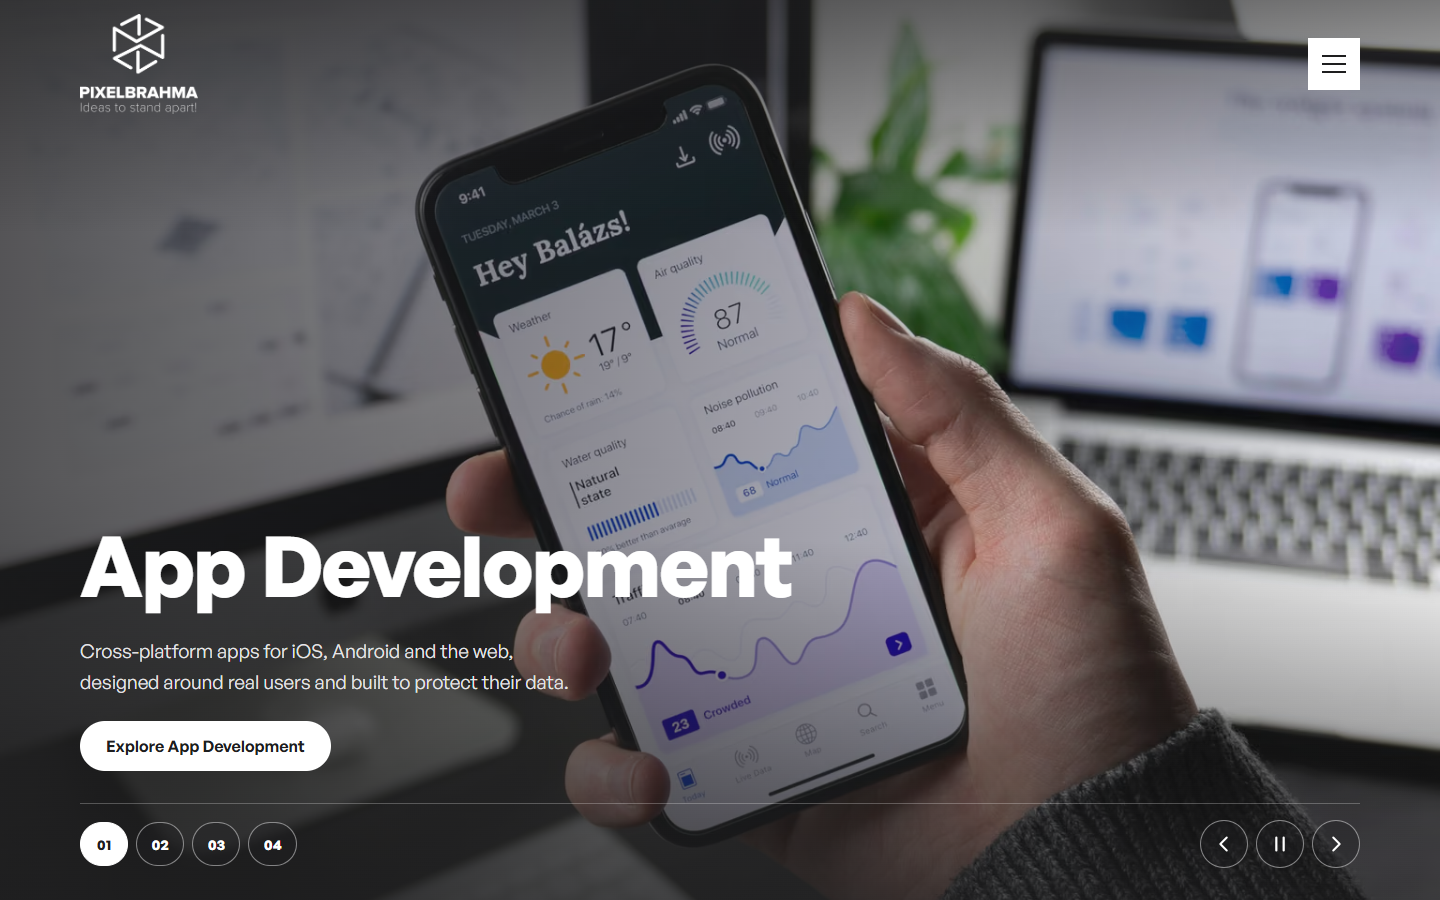 PIXELBRAHMA
Ideas to stand apart!
9:41
TUESDAY, MARCH 3
Hey Balázs!
Weather
17°
19° / 9°
Chance of rain: 14%
Air quality
87
Normal
Water quality
Natural
state
better than avarage
Noise pollution
08:40 09:40 10:40
68 Normal
App Development
12:40
07:40
Cross-platform apps for iOS, Android and the web,
designed around real users and built to protect their data.
23 Crowded
Today
Live Data
Map
Search
Menu
Explore App Development
01 02 03 04